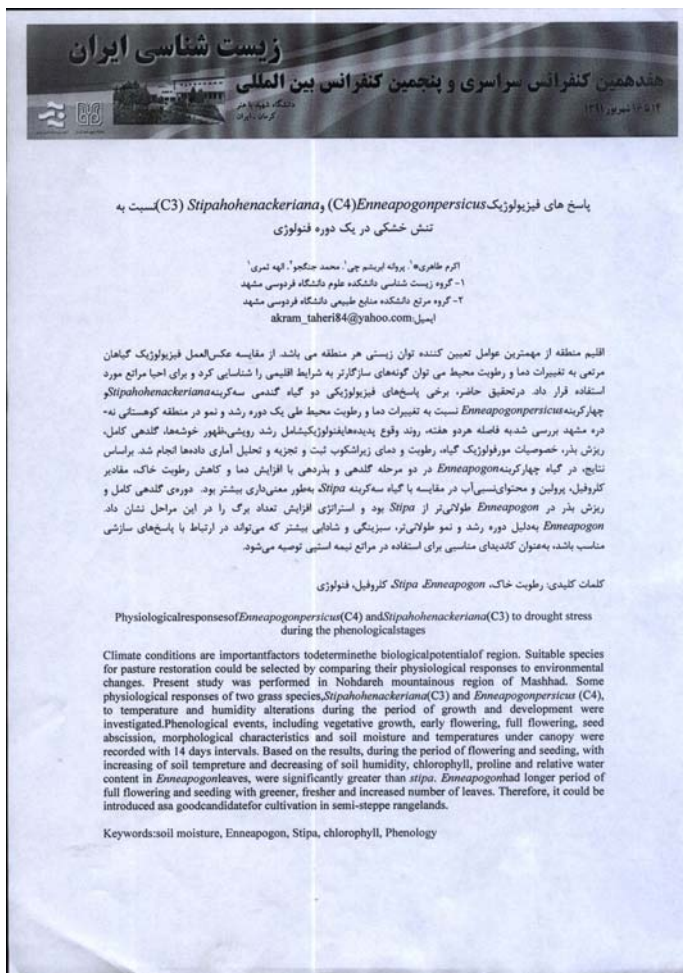 زیست شناسی ایران
هفدهمین کنفرانس سراسری و پنجمین کنفرانس بین المللی
دانشگاه شهید باهنر
کرمان - ایران
۱۴ تا ۱۶ شهریور ۱۳۹۱
پاسخ های فیزیولوژیکEnneapogonpersicus(C4) وStipahohenackeriana (C3)نسبت به
تنش خشکی در یک دوره فنولوژی
اکرم طاهری*۱، پروانه ابریشم چی۱، محمد جنگجو۲، الهه ثمری۱
۱- گروه زیست شناسی دانشکده علوم دانشگاه فردوسی مشهد
۲- گروه مرتع دانشکده منابع طبیعی دانشگاه فردوسی مشهد
ایمیل:akram_taheri84@yahoo.com
اقلیم منطقه از مهمترین عوامل تعیین کننده توان زیستی هر منطقه می باشد. از مقایسه عکس‌العمل فیزیولوژیک گیاهان
مرتعی به تغییرات دما و رطوبت محیط می توان گونه‌های سازگارتر به شرایط اقلیمی را شناسایی کرد و برای احیا مراتع مورد
استفاده قرار داد. درتحقیق حاضر، برخی پاسخ‌های فیزیولوژیکی دو گیاه گندمی سه‌کربنهStipahohenackerianaو
چهارکربنهEnneapogonpersicus نسبت به تغییرات دما و رطوبت محیط طی یک دوره رشد و نمو در منطقه کوهستانی نه-
دره مشهد بررسی شدبه فاصله هردو هفته، روند وقوع پدیده‌هایفنولوژیکیشامل رشد رویشی،ظهور خوشه‌ها، گلدهی کامل،
ریزش بذر، خصوصیات مورفولوژیک گیاه، رطوبت و دمای زیراشکوب ثبت و تجزیه و تحلیل آماری داده‌ها انجام شد. براساس
نتایج، در گیاه چهارکربنهEnneapogon در دو مرحله گلدهی و بذردهی با افزایش دما و کاهش رطوبت خاک، مقادیر
کلروفیل، پرولین و محتوای‌نسبی‌آب در مقایسه با گیاه سه‌کربنه Stipa، به‌طور معنی‌داری بیشتر بود. دوره‌ی گلدهی کامل و
ریزش بذر در Enneapogon طولانی‌تر از Stipa بود و استراتژی افزایش تعداد برگ را در این مراحل نشان داد.
Enneapogon به‌دلیل دوره رشد و نمو طولانی‌تر، سبزینگی و شادابی بیشتر که می‌تواند در ارتباط با پاسخ‌های سازشی
مناسب باشد، به‌عنوان کاندیدای مناسبی برای استفاده در مراتع نیمه استپی توصیه می‌شود.
کلمات کلیدی: رطوبت خاک، Enneapogon، Stipa، کلروفیل، فنولوژی
PhysiologicalresponsesofEnneapogonpersicus(C4) andStipahohenackeriana(C3) to drought stress
during the phenologicalstages
Climate conditions are importantfactors todeterminethe biologicalpotentialof region. Suitable species
for pasture restoration could be selected by comparing their physiological responses to environmental
changes. Present study was performed in Nohdareh mountainous region of Mashhad. Some
physiological responses of two grass species,Stipahohenackeriana(C3) and Enneapogonpersicus (C4),
to temperature and humidity alterations during the period of growth and development were
investigated.Phenological events, including vegetative growth, early flowering, full flowering, seed
abscission, morphological characteristics and soil moisture and temperatures under canopy were
recorded with 14 days intervals. Based on the results, during the period of flowering and seeding, with
increasing of soil tempreture and decreasing of soil humidity, chlorophyll, proline and relative water
content in Enneapogonleaves, were significantly greater than stipa. Enneapogonhad longer period of
full flowering and seeding with greener, fresher and increased number of leaves. Therefore, it could be
introduced asa goodcandidatefor cultivation in semi-steppe rangelands.
Keywords:soil moisture, Enneapogon, Stipa, chlorophyll, Phenology